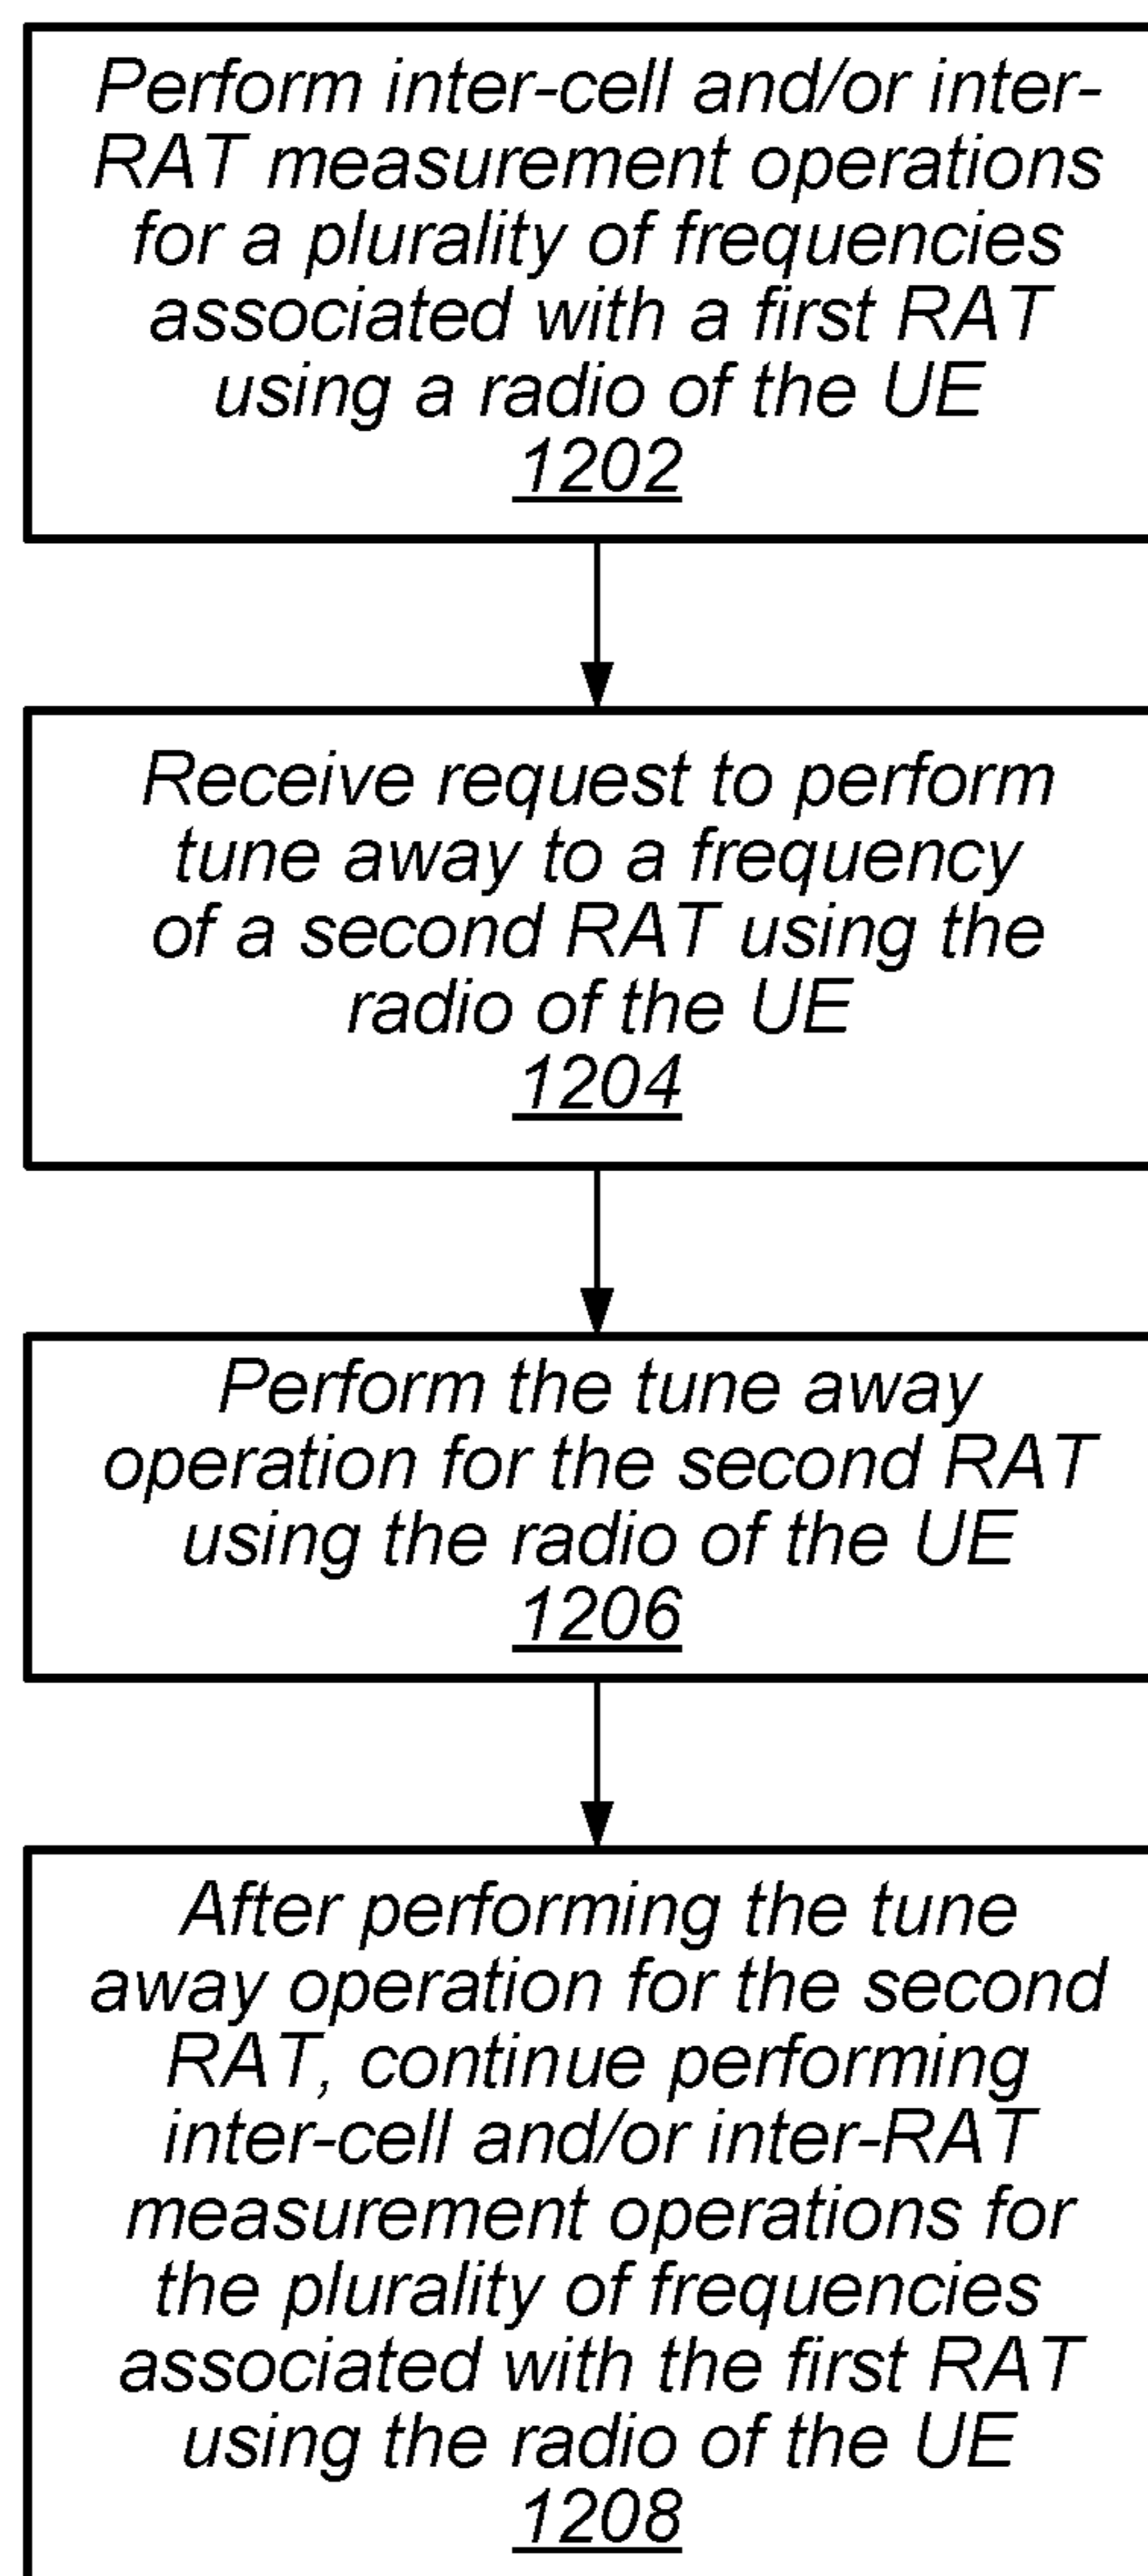 Perform inter-cell and/or inter-
RAT measurement operations
for a plurality of frequencies
associated with a first RAT
using a radio of the UE
1202
Receive request to perform
tune away to a frequency
of a second RAT using the
radio of the UE
1204
Perform the tune away
operation for the second RAT
using the radio of the UE
1206
After performing the tune
away operation for the second
RAT, continue performing
inter-cell and/or inter-RAT
measurement operations for
the plurality of frequencies
associated with the first RAT
using the radio of the UE
1208